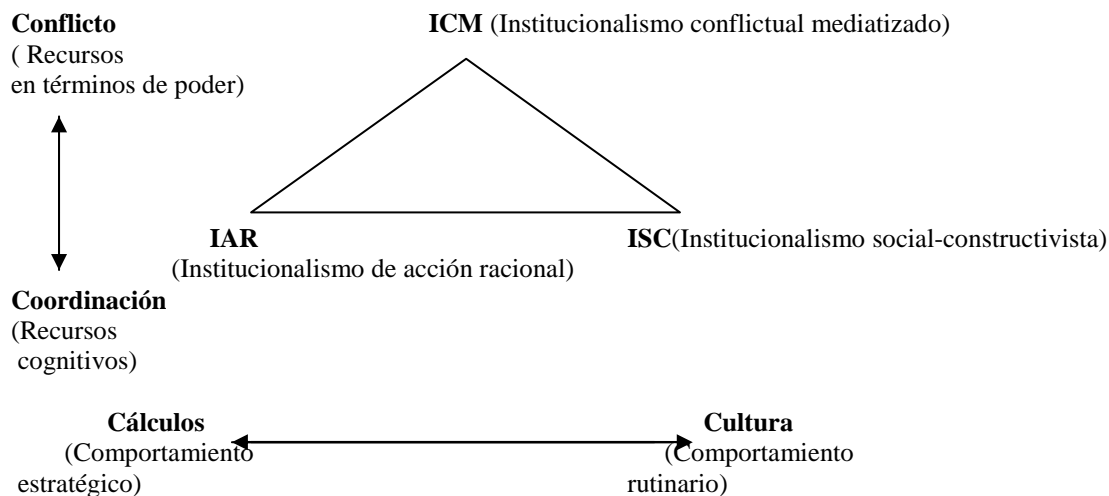 Conflicto
( Recursos
en términos de poder)
ICM (Institucionalismo conflictual mediatizado)
IAR
(Institucionalismo de acción racional)
ISC(Institucionalismo social-constructivista)
Coordinación
(Recursos
cognitivos)
Cálculos
(Comportamiento
estratégico)
Cultura
(Comportamiento
rutinario)